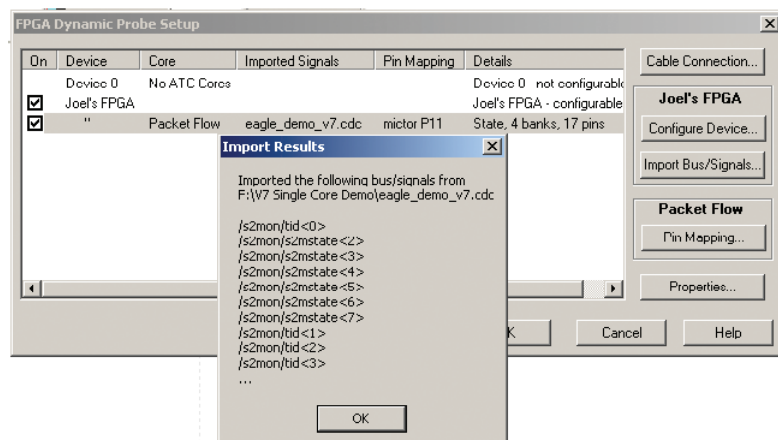 FPGA Dynamic Probe Setup
On Device Core Imported Signals Pin Mapping Details
Device 0 No ATC Cores Device 0 not configurable
Joel's FPGA Joel's FPGA - configurable
" Packet Flow eagle_demo_v7.cdc mictor P11 State, 4 banks, 17 pins
Cable Connection...
Joel's FPGA
Configure Device...
Import Bus/Signals...
Packet Flow
Pin Mapping...
Properties...
Cancel Help
Import Results
Imported the following bus/signals from
F:\V7 Single Core Demo\eagle_demo_v7.cdc
/s2mon/tid<0>
/s2mon/s2mstate<2>
/s2mon/s2mstate<3>
/s2mon/s2mstate<4>
/s2mon/s2mstate<5>
/s2mon/s2mstate<6>
/s2mon/s2mstate<7>
/s2mon/tid<1>
/s2mon/tid<2>
/s2mon/tid<3>
...
OK